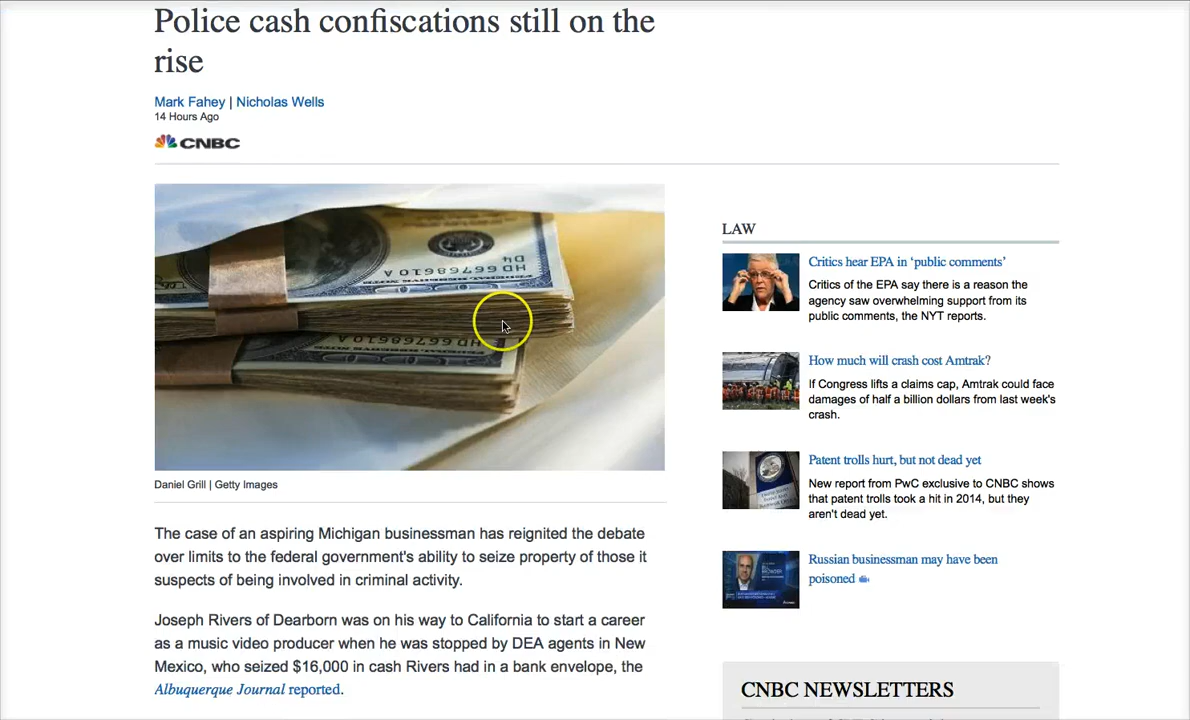 Police cash confiscations still on the
rise
Mark Fahey | Nicholas Wells
14 Hours Ago
CNBC
HD 66768610 A
D4
HD 66768610
Daniel Grill | Getty Images
The case of an aspiring Michigan businessman has reignited the debate
over limits to the federal government's ability to seize property of those it
suspects of being involved in criminal activity.
Joseph Rivers of Dearborn was on his way to California to start a career
as a music video producer when he was stopped by DEA agents in New
Mexico, who seized $16,000 in cash Rivers had in a bank envelope, the
Albuquerque Journal reported.
LAW
Critics hear EPA in ‘public comments’
Critics of the EPA say there is a reason the
agency saw overwhelming support from its
public comments, the NYT reports.
How much will crash cost Amtrak?
If Congress lifts a claims cap, Amtrak could face
damages of half a billion dollars from last week's
crash.
Patent trolls hurt, but not dead yet
New report from PwC exclusive to CNBC shows
that patent trolls took a hit in 2014, but they
aren't dead yet.
Russian businessman may have been
poisoned
CNBC NEWSLETTERS